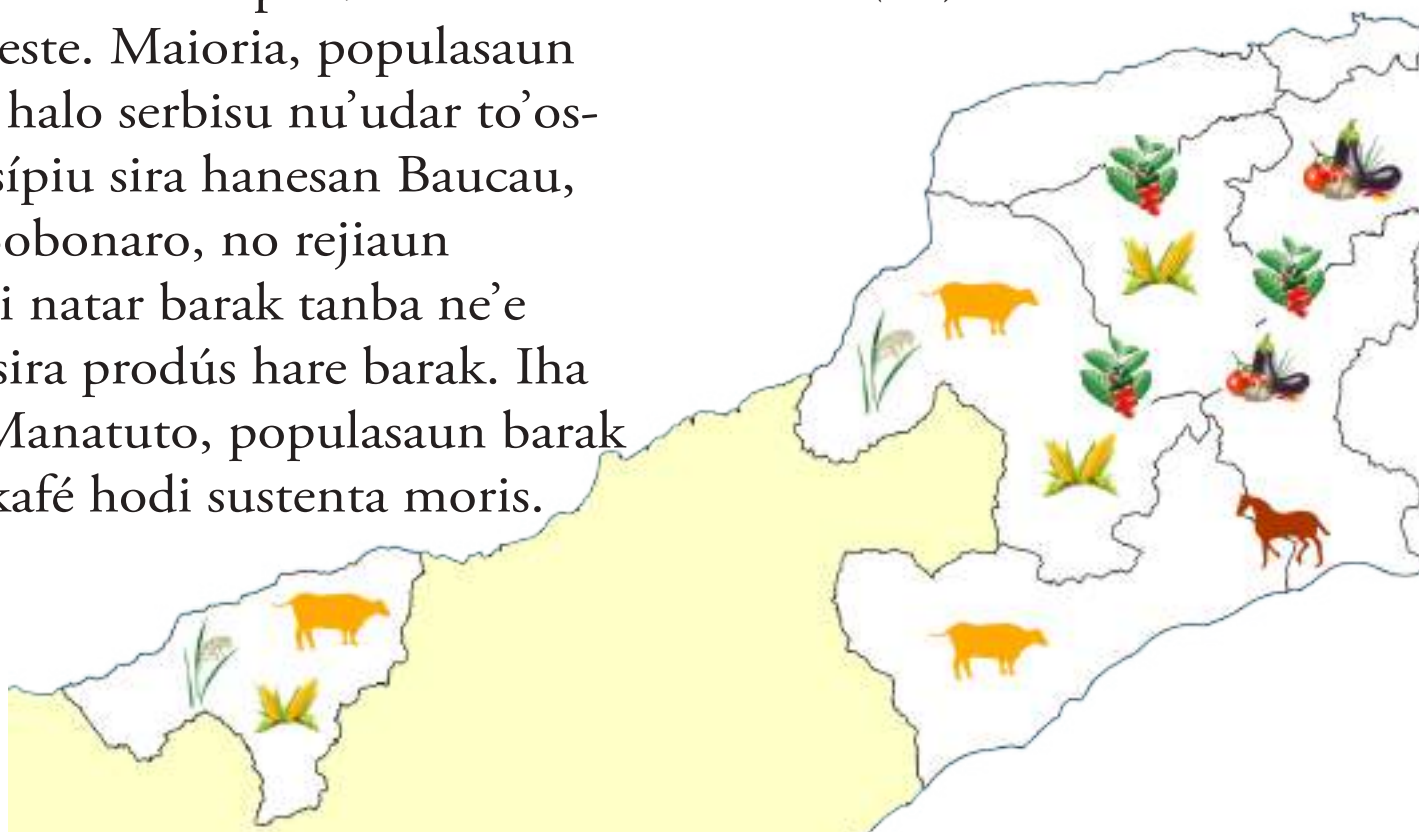 este. Maioria, populasaun
halo serbisu nu’udar to’os-
sípiu sira hanesan Baucau,
obonaro, no rejiaun
i natar barak tanba ne’e
sira prodús hare barak. Iha
Manatuto, populasaun barak
kafé hodi sustenta moris.